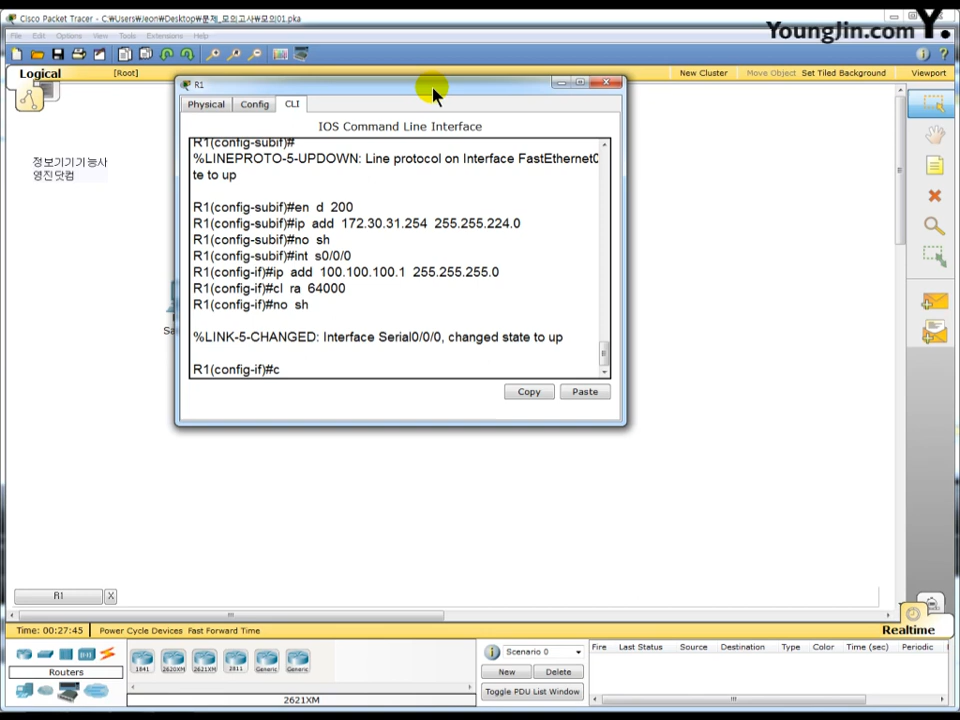 Cisco Packet Tracer - C:\Users\Jeon\Desktop\문제_모의고사\모의01.pka
YoungJin.com Y.
File Edit Options View Tools Extensions Help
Logical [Root] New Cluster Move Object Set Tiled Background Viewport
R1
Physical Config CLI
IOS Command Line Interface
R1(config-subif)#
%LINEPROTO-5-UPDOWN: Line protocol on Interface FastEthernet0
te to up
정보기기기능사
영진닷컴
R1(config-subif)#en d 200
R1(config-subif)#ip add 172.30.31.254 255.255.224.0
R1(config-subif)#no sh
R1(config-subif)#int s0/0/0
R1(config-if)#ip add 100.100.100.1 255.255.255.0
R1(config-if)#cl ra 64000
R1(config-if)#no sh
%LINK-5-CHANGED: Interface Serial0/0/0, changed state to up
R1(config-if)#c
Copy Paste
R1 X
Time: 00:27:45 Power Cycle Devices Fast Forward Time Realtime
Routers
1841 2620XM 2621XM 2811 Generic Generic
2621XM
Scenario 0
New Delete
Toggle PDU List Window
Fire Last Status Source Destination Type Color Time (sec) Periodic